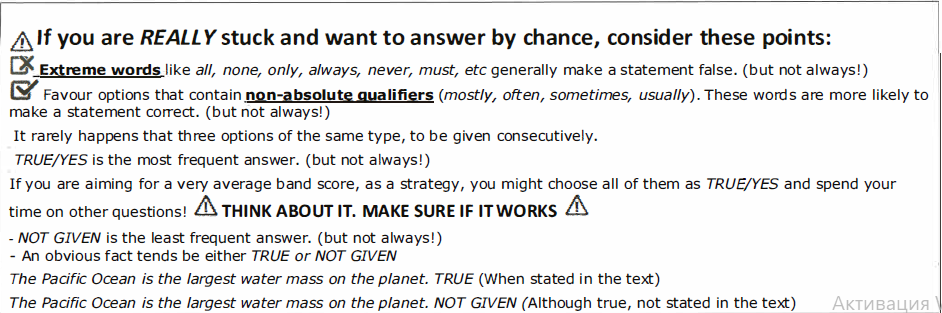 If you are REALLY stuck and want to answer by chance, consider these points:
Extreme words like all, none, only, always, never, must, etc generally make a statement false. (but not always!)
Favour options that contain non-absolute qualifiers (mostly, often, sometimes, usually). These words are more likely to
make a statement correct. (but not always!)
It rarely happens that three options of the same type, to be given consecutively.
TRUE/YES is the most frequent answer. (but not always!)
If you are aiming for a very average band score, as a strategy, you might choose all of them as TRUE/YES and spend your
time on other questions! THINK ABOUT IT. MAKE SURE IF IT WORKS
- NOT GIVEN is the least frequent answer. (but not always!)
- An obvious fact tends be either TRUE or NOT GIVEN
The Pacific Ocean is the largest water mass on the planet. TRUE (When stated in the text)
The Pacific Ocean is the largest water mass on the planet. NOT GIVEN (Although true, not stated in the text)
Активация